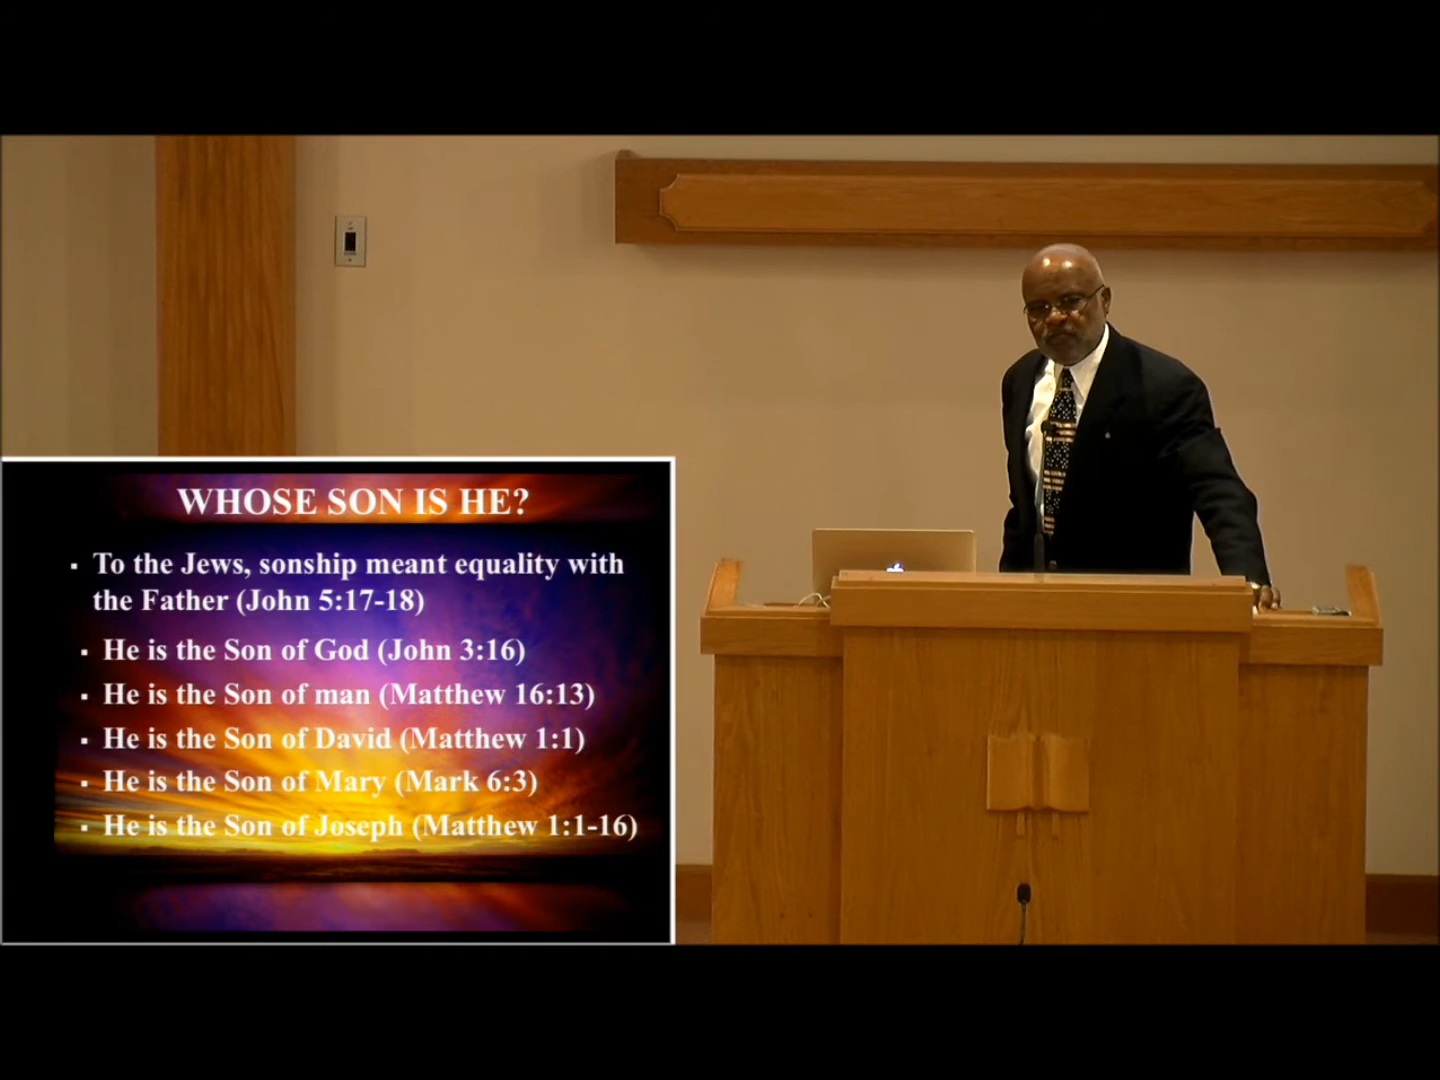 WHOSE SON IS HE?
▪ To the Jews, sonship meant equality with
the Father (John 5:17-18)
▪ He is the Son of God (John 3:16)
▪ He is the Son of man (Matthew 16:13)
▪ He is the Son of David (Matthew 1:1)
▪ He is the Son of Mary (Mark 6:3)
▪ He is the Son of Joseph (Matthew 1:1-16)